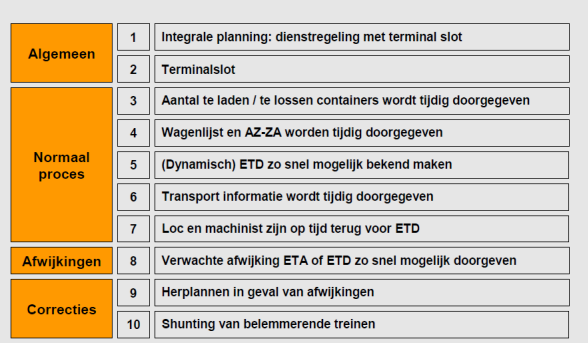 Algemeen
1 Integrale planning: dienstregeling met terminal slot
2 Terminalslot
Normaal
proces
3 Aantal te laden / te lossen containers wordt tijdig doorgegeven
4 Wagenlijst en AZ-ZA worden tijdig doorgegeven
5 (Dynamisch) ETD zo snel mogelijk bekend maken
6 Transport informatie wordt tijdig doorgegeven
7 Loc en machinist zijn op tijd terug voor ETD
Afwijkingen
8 Verwachte afwijking ETA of ETD zo snel mogelijk doorgeven
Correcties
9 Herplannen in geval van afwijkingen
10 Shunting van belemmerende treinen